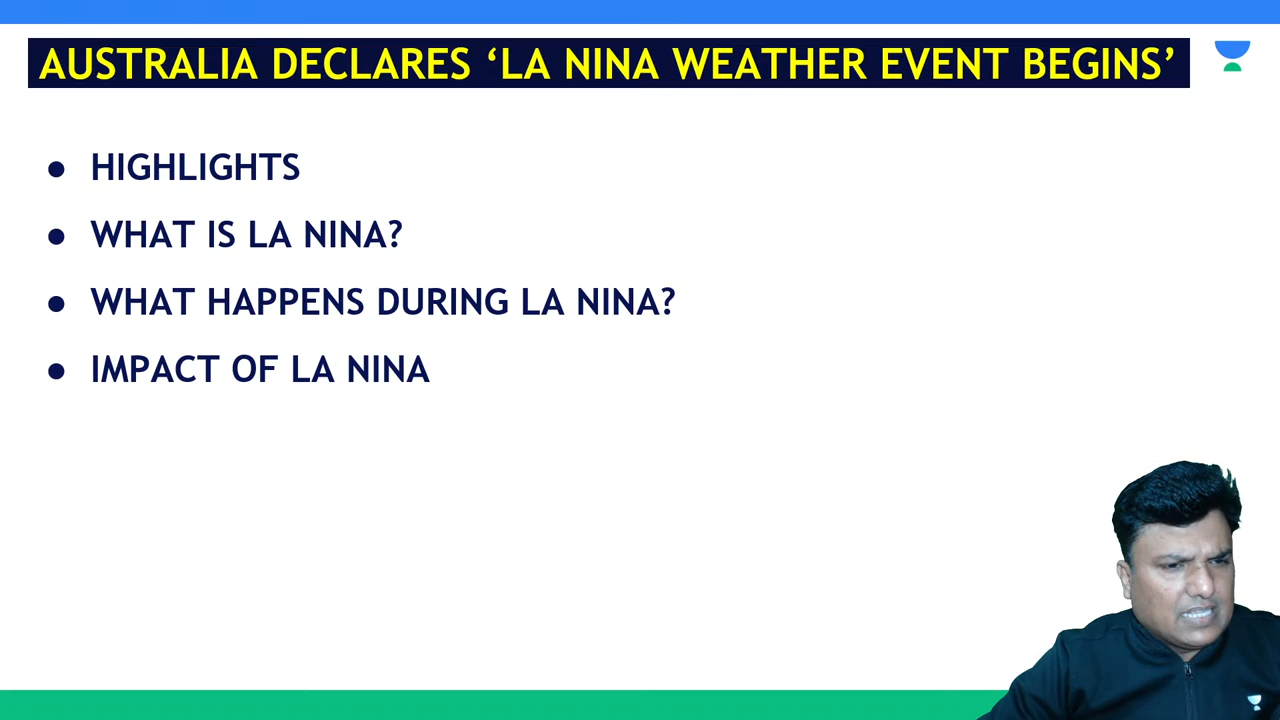 AUSTRALIA DECLARES ‘LA NINA WEATHER EVENT BEGINS’
● HIGHLIGHTS
● WHAT IS LA NINA?
● WHAT HAPPENS DURING LA NINA?
● IMPACT OF LA NINA